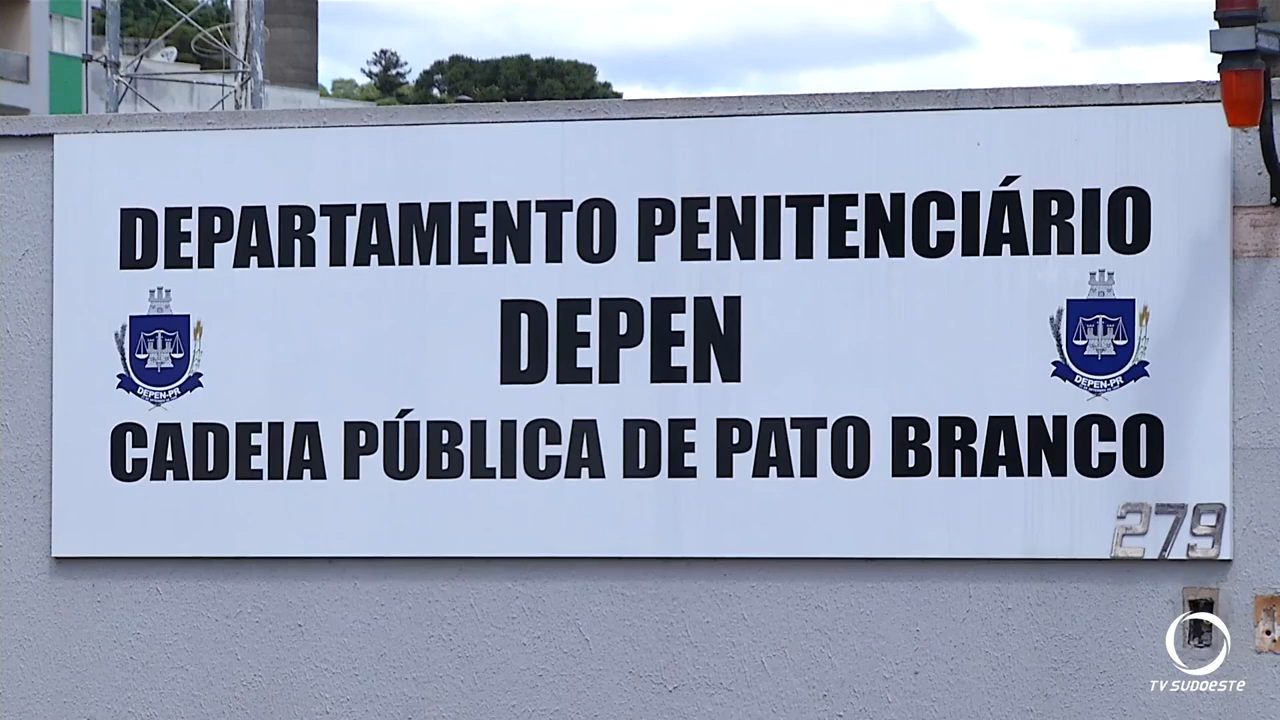 DEPARTAMENTO PENITENCIÁRIO
DEPEN
DEPEN-PR
DEPEN-PR
CADEIA PÚBLICA DE PATO BRANCO
279
TV SUDOESTE